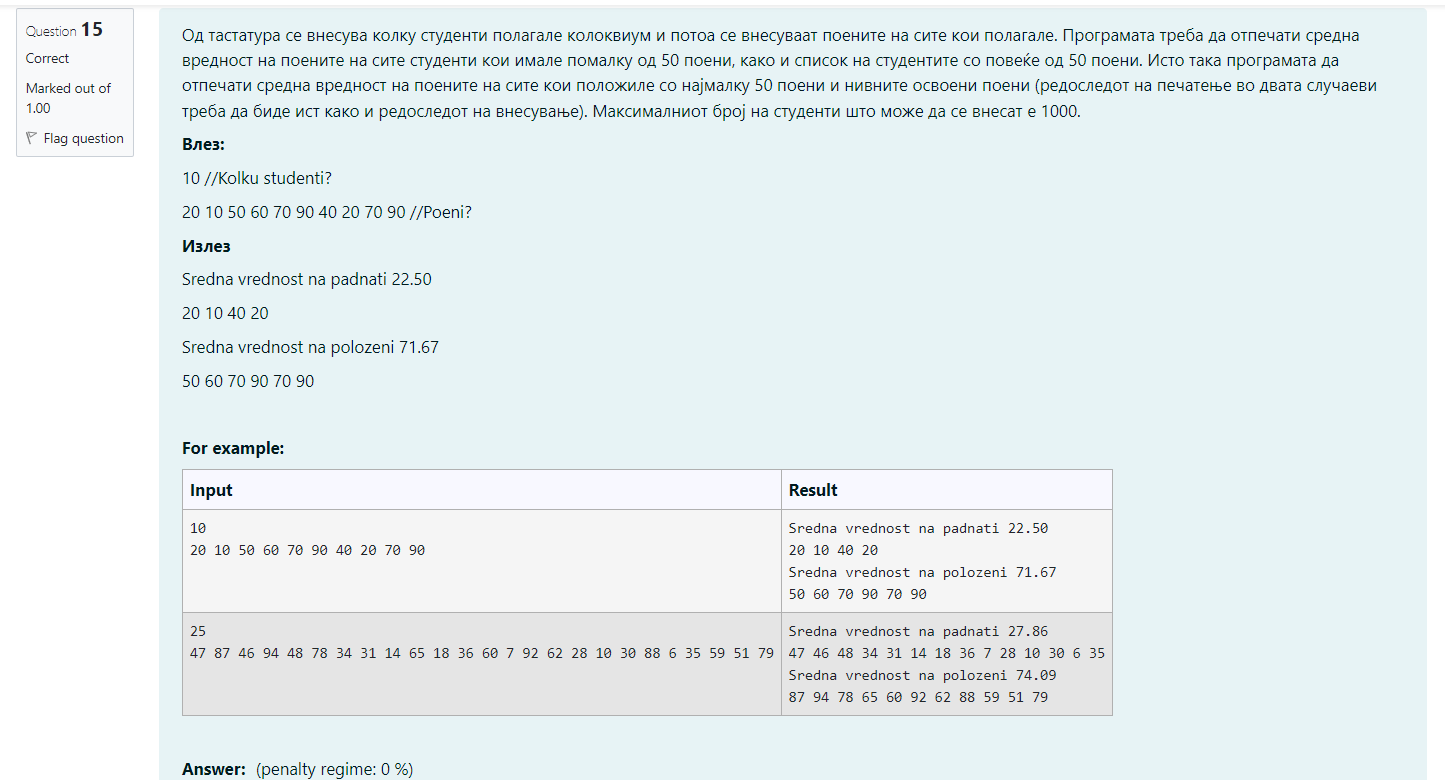 Question 15
Correct
Marked out of
1.00
Flag question
Од тастатура се внесува колку студенти полагале колоквиум и потоа се внесуваат поените на сите кои полагале. Програмата треба да отпечати средна
вредност на поените на сите студенти кои имале помалку од 50 поени, како и список на студентите со повеќе од 50 поени. Исто така програмата да
отпечати средна вредност на поените на сите кои положиле со најмалку 50 поени и нивните освоени поени (редоследот на печатење во двата случаеви
треба да биде ист како и редоследот на внесување). Максималниот број на студенти што може да се внесат е 1000.
Влез:
10 //Kolku studenti?
20 10 50 60 70 90 40 20 70 90 //Poeni?
Излез
Sredna vrednost na padnati 22.50
20 10 40 20
Sredna vrednost na polozeni 71.67
50 60 70 90 70 90
For example:
Input Result
10
20 10 50 60 70 90 40 20 70 90
Sredna vrednost na padnati 22.50
20 10 40 20
Sredna vrednost na polozeni 71.67
50 60 70 90 70 90
25
47 87 46 94 48 78 34 31 14 65 18 36 60 7 92 62 28 10 30 88 6 35 59 51 79
Sredna vrednost na padnati 27.86
47 46 48 34 31 14 18 36 7 28 10 30 6 35
Sredna vrednost na polozeni 74.09
87 94 78 65 60 92 62 88 59 51 79
Answer: (penalty regime: 0 %)